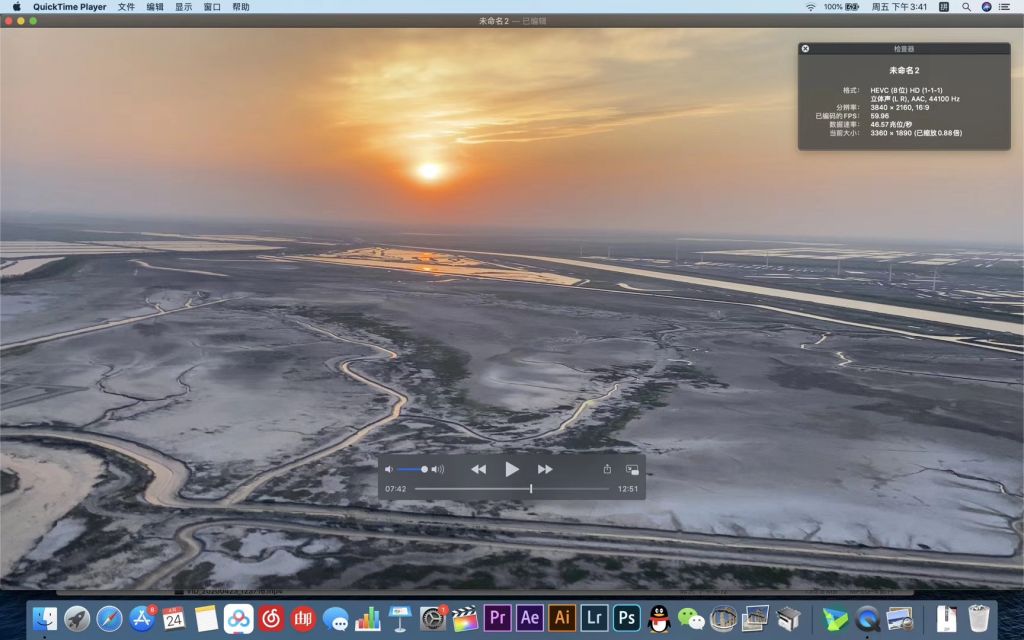 QuickTime Player 文件 编辑 显示 窗口 帮助 100% 周五 下午3:41 拼
未命名 2 — 已编辑
检查器
未命名 2
格式： HEVC (8 位) HD (1-1-1)
立体声 (L R), AAC, 44100 Hz
分辨率： 3840 × 2160, 16:9
已编码的 FPS： 59.96
数据速率： 46.57 兆位/秒
当前大小： 3360 × 1890 (已缩放 0.88 倍)
07:42 12:51
24
Pr Ae Ai Lr Ps